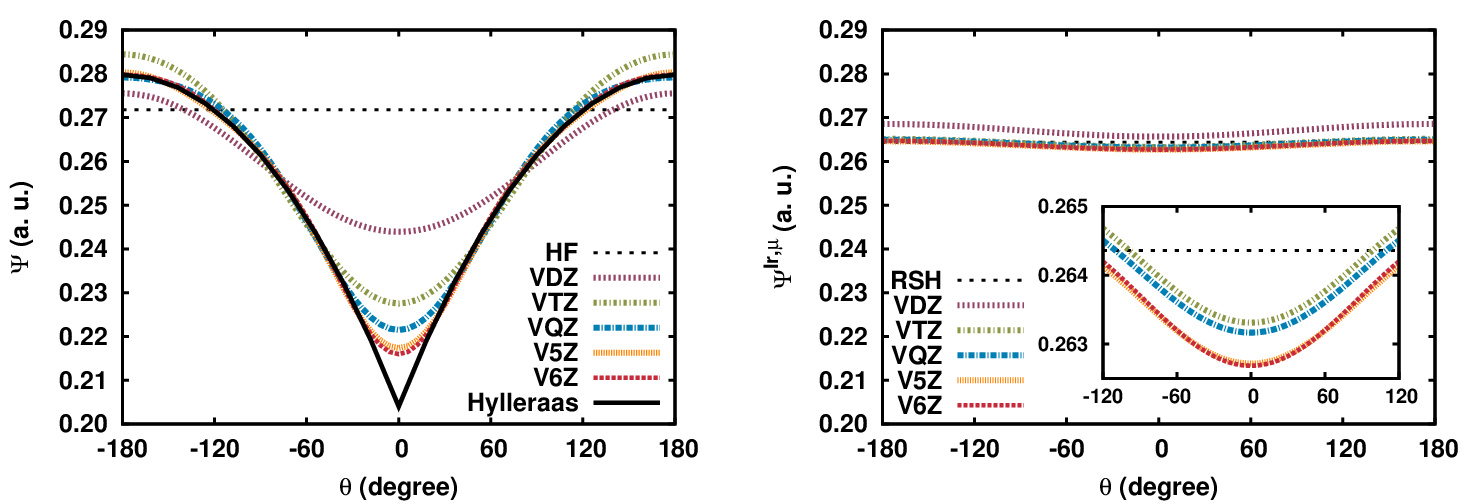 0.29
0.28
0.27
0.26
0.25
0.24
0.23
0.22
0.21
0.20
Ψ (a. u.)
-180 -120 -60 0 60 120 180
θ (degree)
HF
VDZ
VTZ
VQZ
V5Z
V6Z
Hylleraas
0.29
0.28
0.27
0.26
0.25
0.24
0.23
0.22
0.21
0.20
Ψ^lr,μ (a. u.)
-180 -120 -60 0 60 120 180
θ (degree)
RSH
VDZ
VTZ
VQZ
V5Z
V6Z
0.265
0.264
0.263
-120 -60 0 60 120